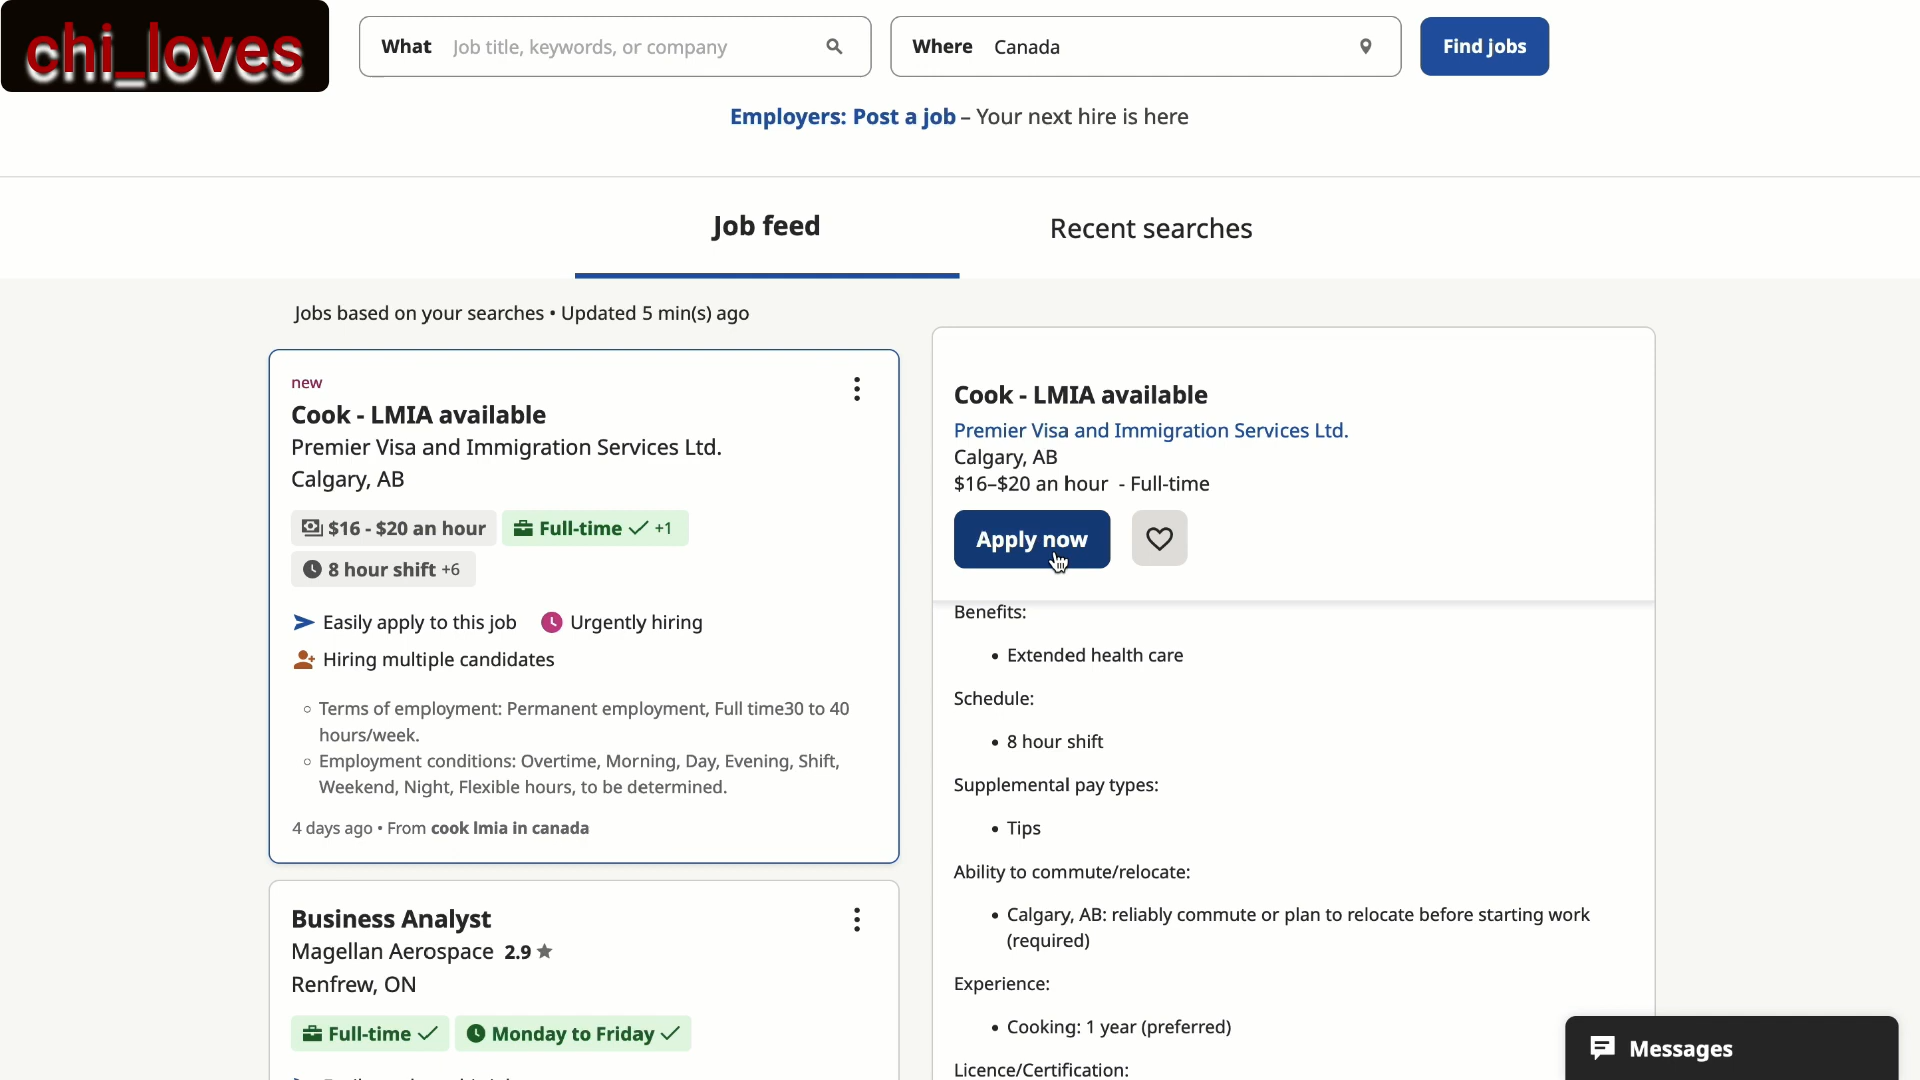 chi_loves
What Job title, keywords, or company
Where Canada
Find jobs
Employers: Post a job – Your next hire is here
Job feed
Recent searches
Jobs based on your searches • Updated 5 min(s) ago
new
Cook - LMIA available
Premier Visa and Immigration Services Ltd.
Calgary, AB
$16 - $20 an hour
Full-time +1
8 hour shift +6
Easily apply to this job
Urgently hiring
Hiring multiple candidates
Terms of employment: Permanent employment, Full time30 to 40
hours/week.
Employment conditions: Overtime, Morning, Day, Evening, Shift,
Weekend, Night, Flexible hours, to be determined.
4 days ago • From cook lmia in canada
Business Analyst
Magellan Aerospace 2.9
Renfrew, ON
Full-time
Monday to Friday
Cook - LMIA available
Premier Visa and Immigration Services Ltd.
Calgary, AB
$16–$20 an hour - Full-time
Apply now
Benefits:
• Extended health care
Schedule:
• 8 hour shift
Supplemental pay types:
• Tips
Ability to commute/relocate:
• Calgary, AB: reliably commute or plan to relocate before starting work
(required)
Experience:
• Cooking: 1 year (preferred)
Licence/Certification:
Messages